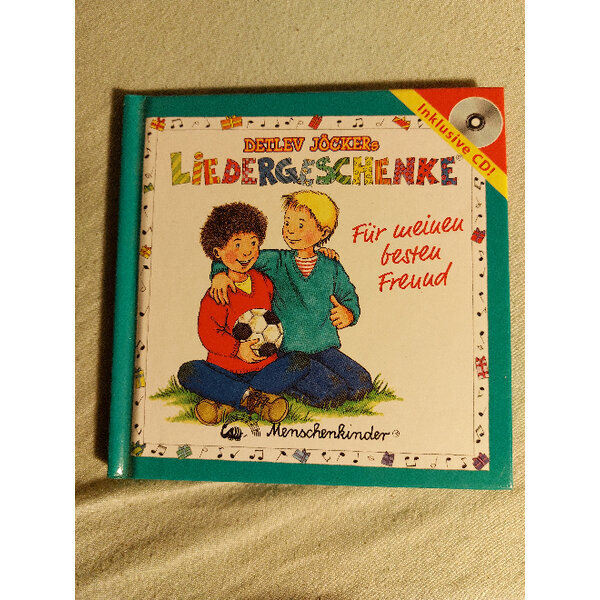 Inklusive CD!
DETLEV JÖCKERs
LIEDERGESCHENKE®
Für meinen
besten
Freund
Menschenkinder®